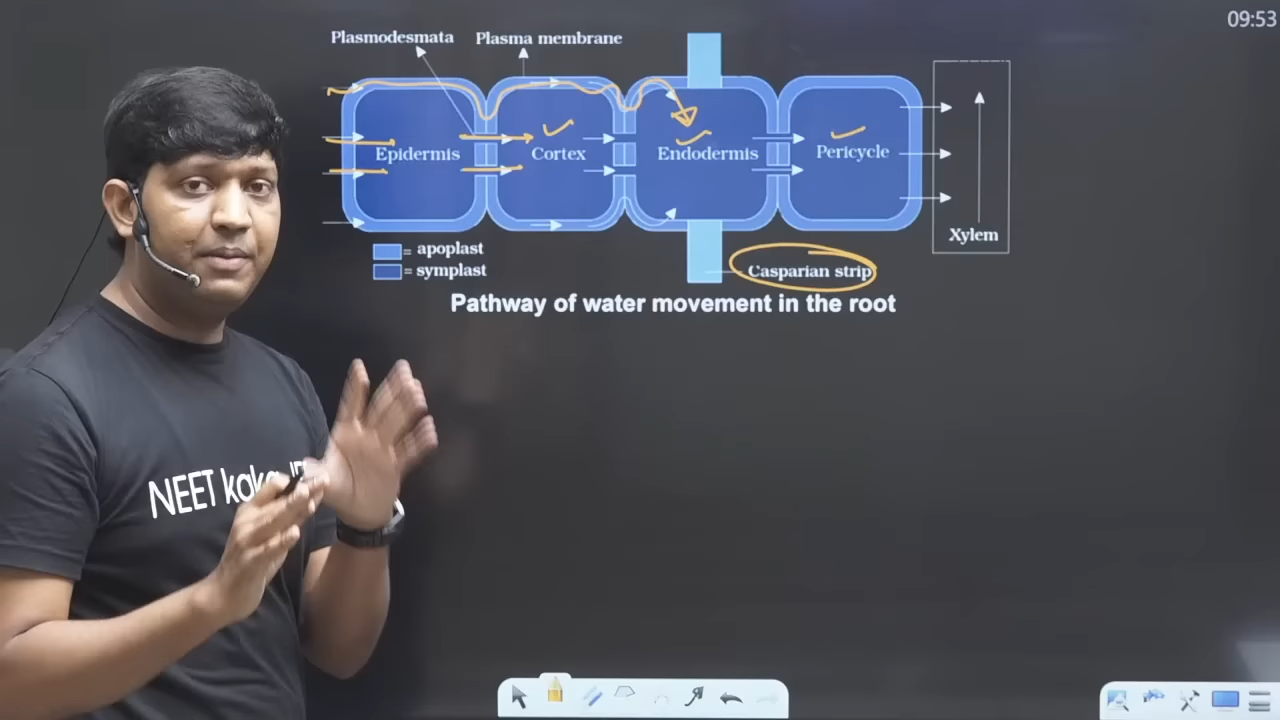 09:53
Plasmodesmata Plasma membrane
Epidermis Cortex Endodermis Pericycle
Xylem
= apoplast
= symplast
Casparian strip
Pathway of water movement in the root
NEET